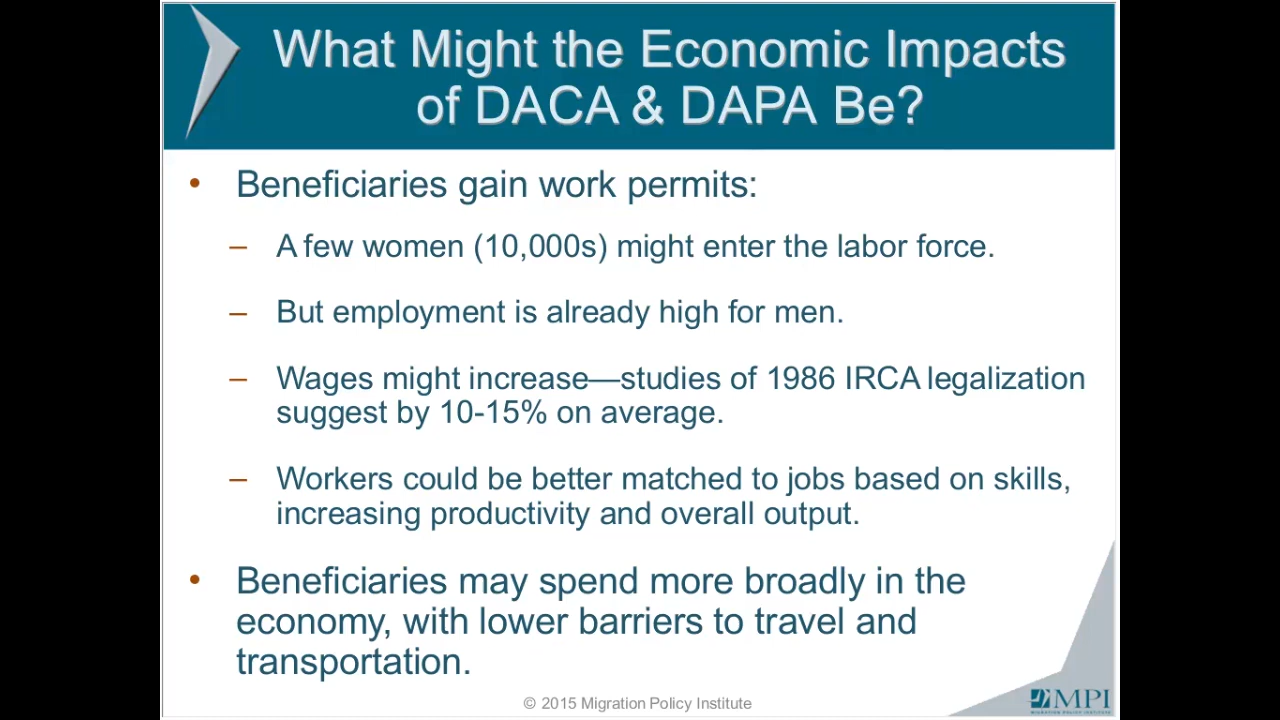 What Might the Economic Impacts
of DACA & DAPA Be?
• Beneficiaries gain work permits:
– A few women (10,000s) might enter the labor force.
– But employment is already high for men.
– Wages might increase—studies of 1986 IRCA legalization
suggest by 10-15% on average.
– Workers could be better matched to jobs based on skills,
increasing productivity and overall output.
• Beneficiaries may spend more broadly in the
economy, with lower barriers to travel and
transportation.
© 2015 Migration Policy Institute
MPI
MIGRATION POLICY INSTITUTE